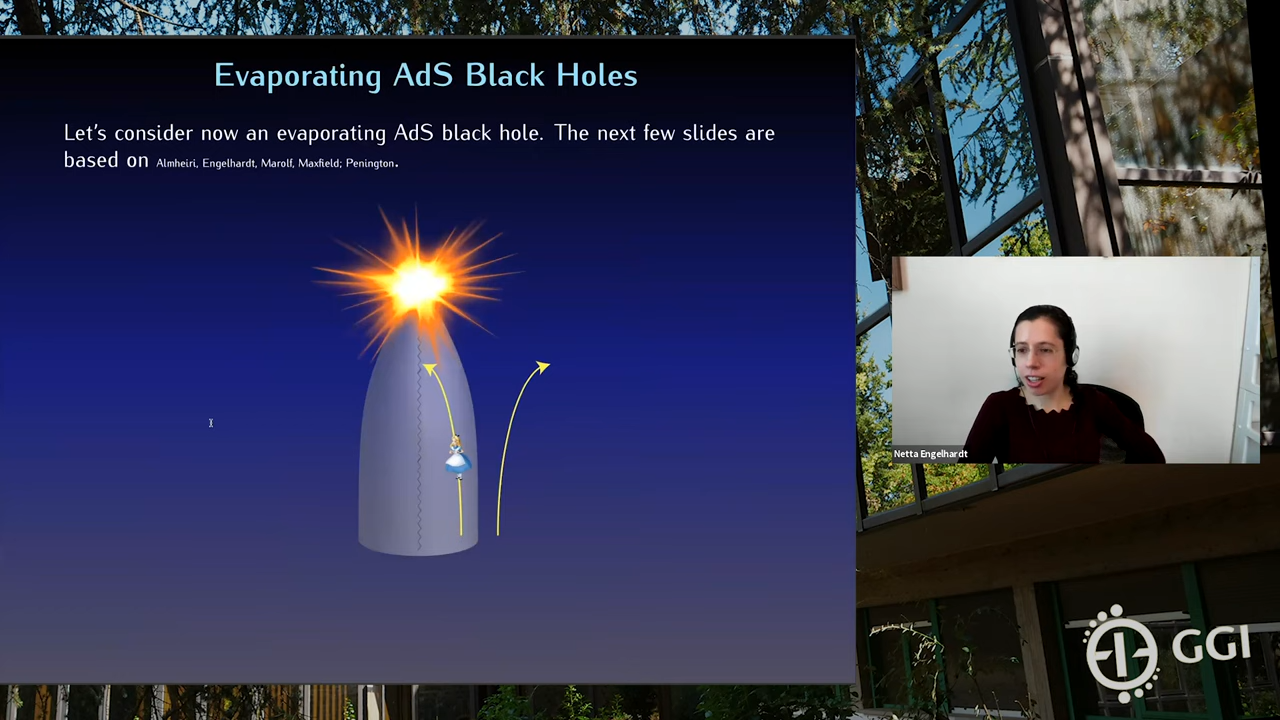 Evaporating AdS Black Holes
Let's consider now an evaporating AdS black hole. The next few slides are
based on Almheiri, Engelhardt, Marolf, Maxfield; Penington.
Netta Engelhardt
GGI